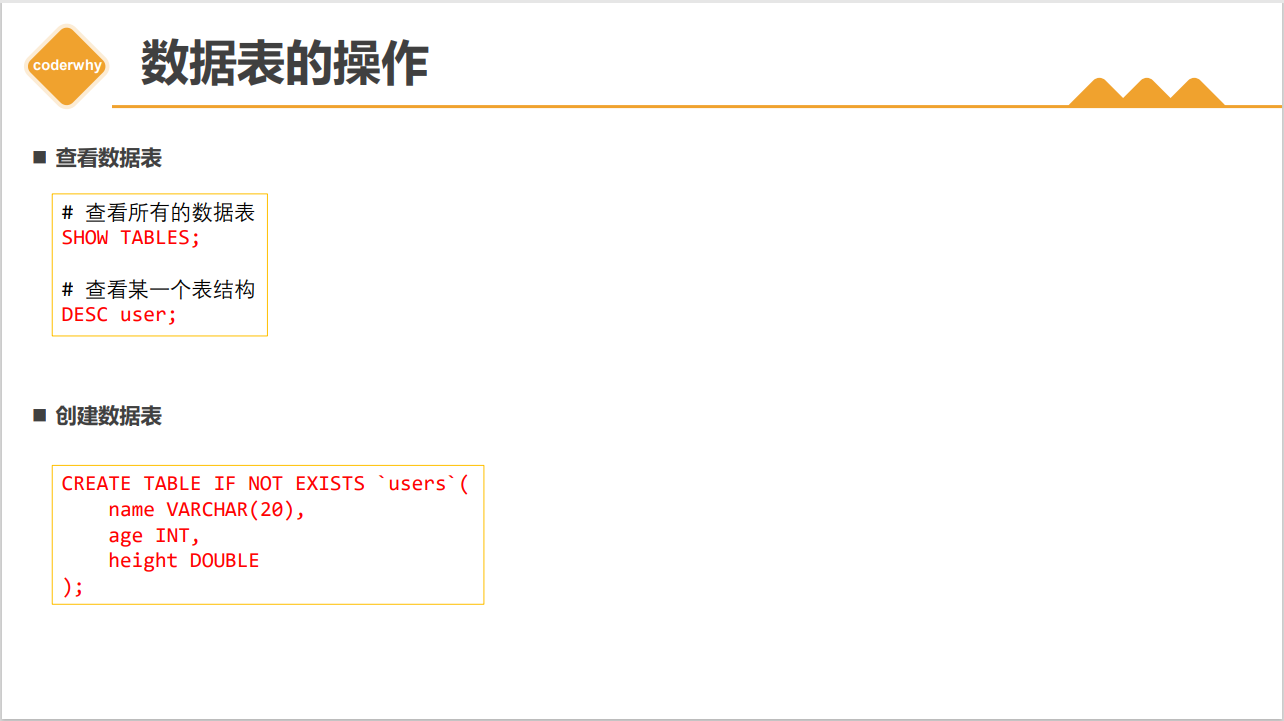 coderwhy
数据表的操作
查看数据表
# 查看所有的数据表
SHOW TABLES;
# 查看某一个表结构
DESC user;
创建数据表
CREATE TABLE IF NOT EXISTS `users`(
    name VARCHAR(20),
    age INT,
    height DOUBLE
);